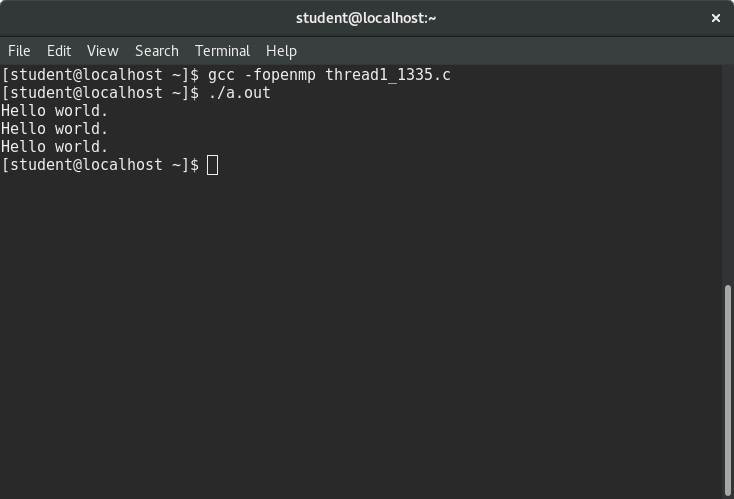 student@localhost:~
File Edit View Search Terminal Help
[student@localhost ~]$ gcc -fopenmp thread1_1335.c
[student@localhost ~]$ ./a.out
Hello world.
Hello world.
Hello world.
[student@localhost ~]$